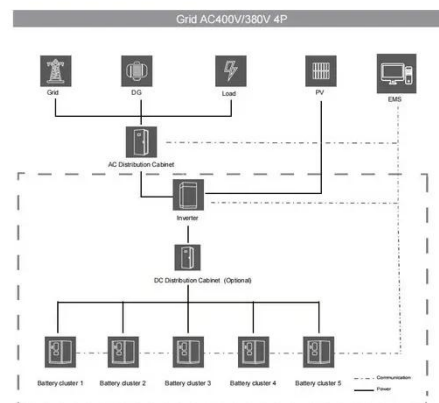 Grid AC400V/380V 4P
Grid
DG
Load
PV
EMS
AC Distribution Cabinet
Inverter
DC Distribution Cabinet (Optional)
Battery cluster 1
Battery cluster 2
Battery cluster 3
Battery cluster 4
Battery cluster 5
Communication
Power